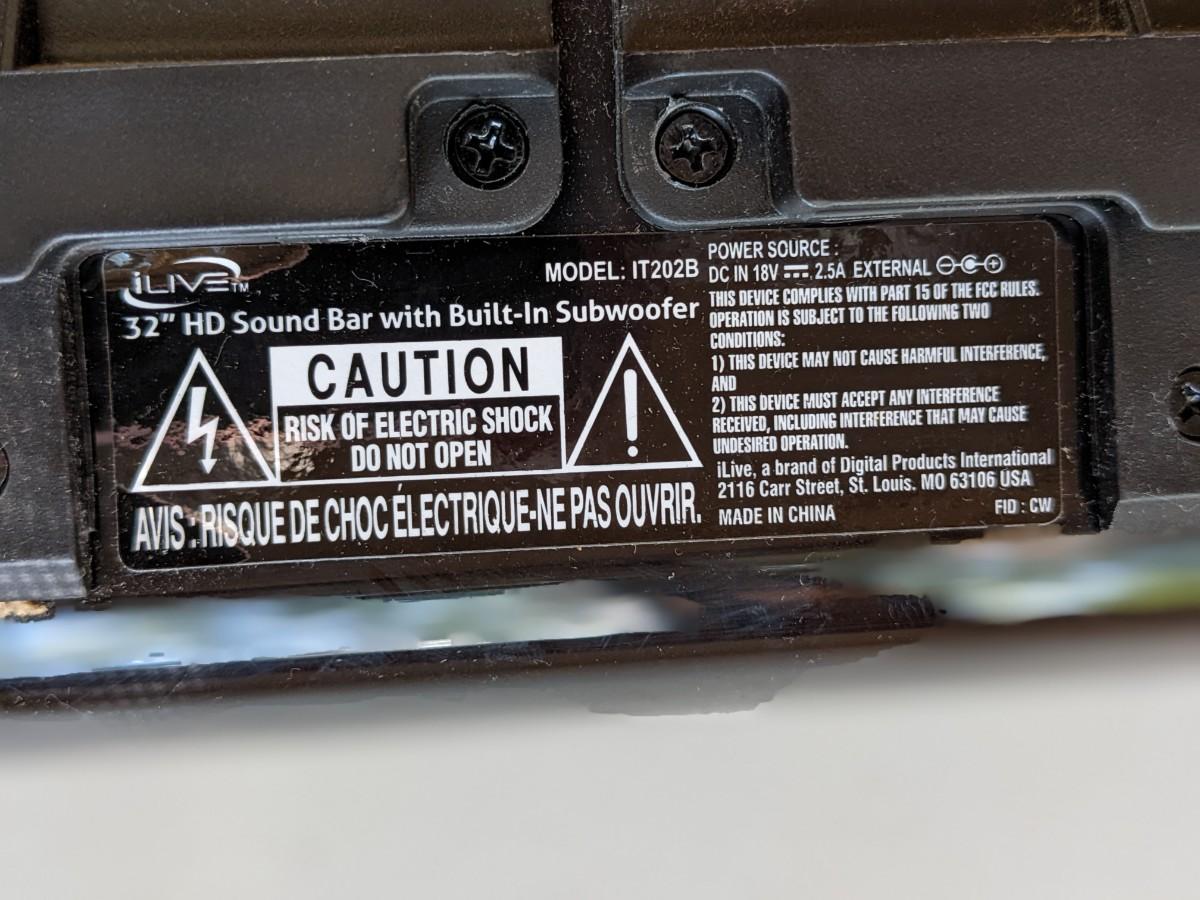 iLIVE TM
MODEL: IT202B
32" HD Sound Bar with Built-In Subwoofer
CAUTION
RISK OF ELECTRIC SHOCK
DO NOT OPEN
!
AVIS : RISQUE DE CHOC ÉLECTRIQUE-NE PAS OUVRIR.
POWER SOURCE :
DC IN 18V ⎓ 2.5A EXTERNAL
THIS DEVICE COMPLIES WITH PART 15 OF THE FCC RULES.
OPERATION IS SUBJECT TO THE FOLLOWING TWO
CONDITIONS:
1) THIS DEVICE MAY NOT CAUSE HARMFUL INTERFERENCE,
AND
2) THIS DEVICE MUST ACCEPT ANY INTERFERENCE
RECEIVED, INCLUDING INTERFERENCE THAT MAY CAUSE
UNDESIRED OPERATION.
iLive, a brand of Digital Products International
2116 Carr Street, St. Louis. MO 63106 USA
MADE IN CHINA
FID : CW